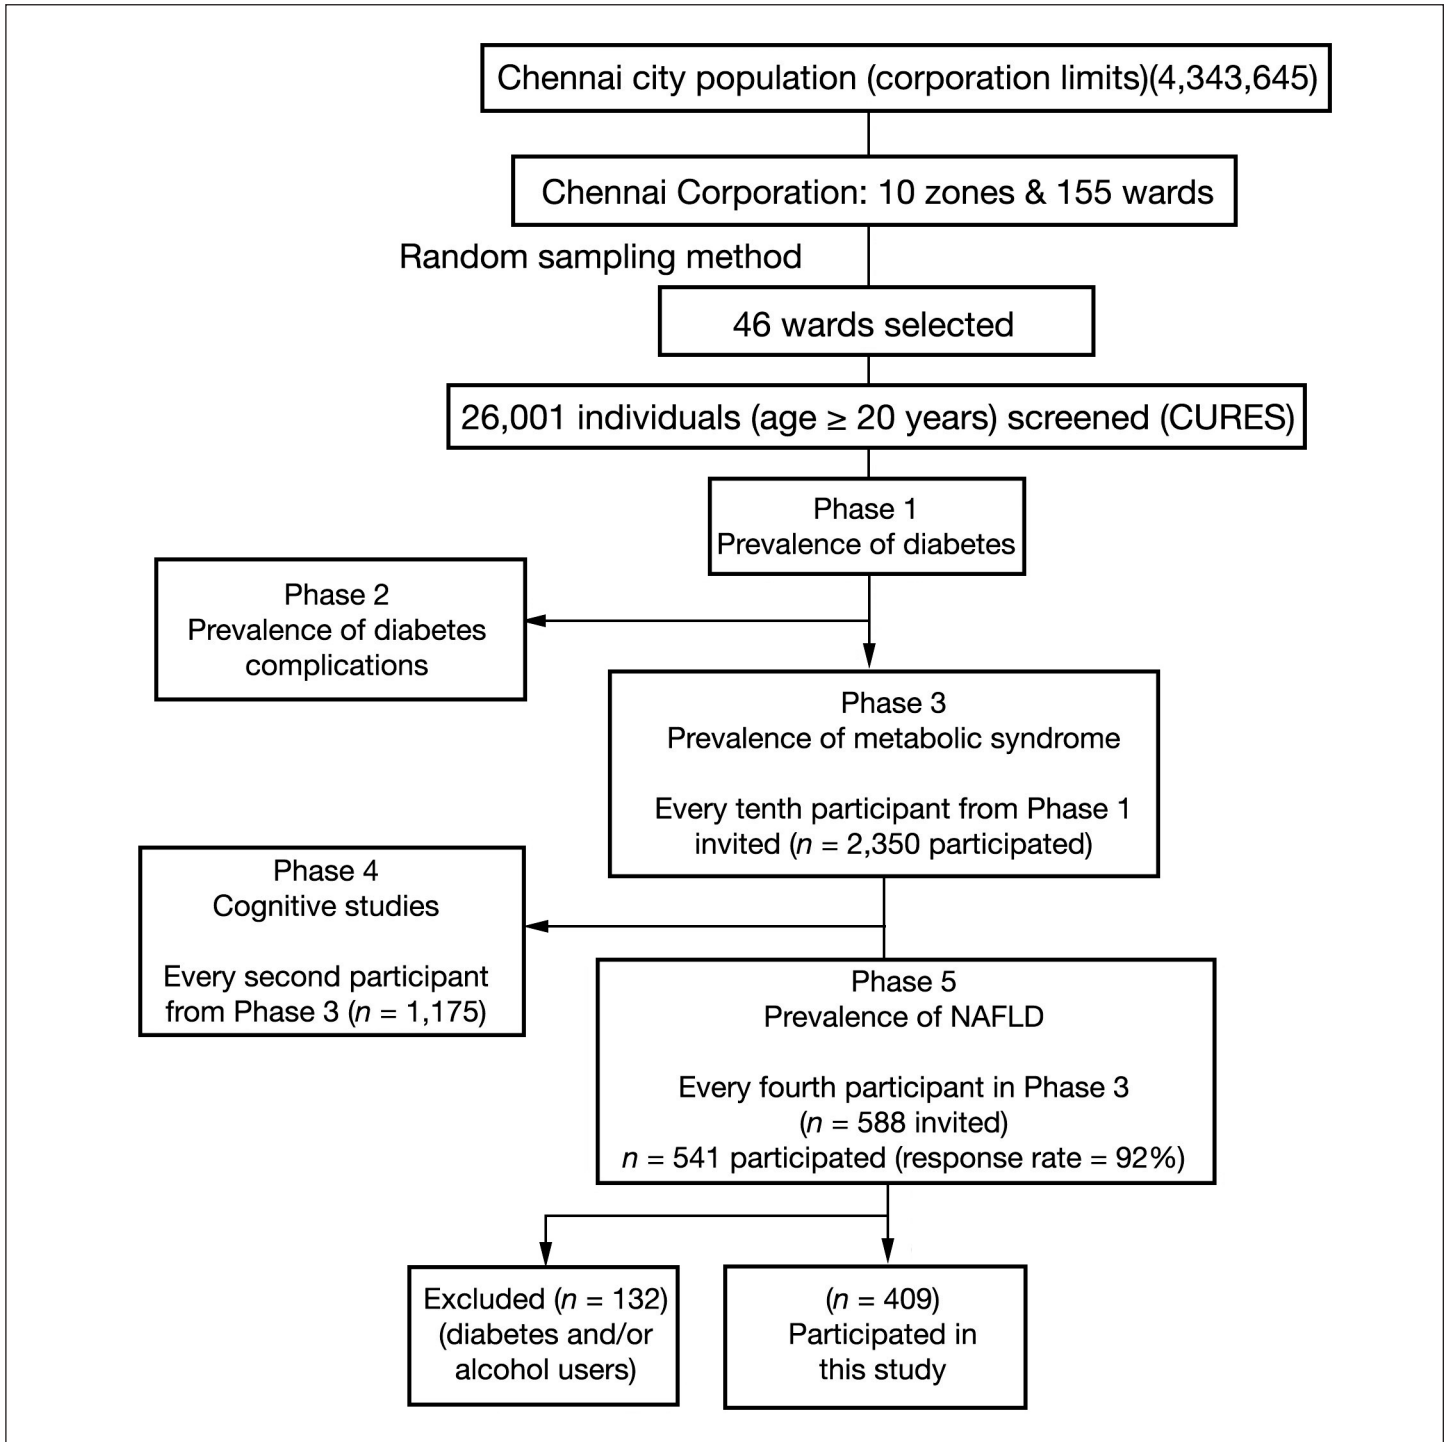 Chennai city population (corporation limits)(4,343,645)
Chennai Corporation: 10 zones & 155 wards
Random sampling method
46 wards selected
26,001 individuals (age ≥ 20 years) screened (CURES)
Phase 1
Prevalence of diabetes
Phase 2
Prevalence of diabetes
complications
Phase 3
Prevalence of metabolic syndrome
Every tenth participant from Phase 1
invited (n = 2,350 participated)
Phase 4
Cognitive studies
Every second participant
from Phase 3 (n = 1,175)
Phase 5
Prevalence of NAFLD
Every fourth participant in Phase 3
(n = 588 invited)
n = 541 participated (response rate = 92%)
Excluded (n = 132)
(diabetes and/or
alcohol users)
(n = 409)
Participated in
this study